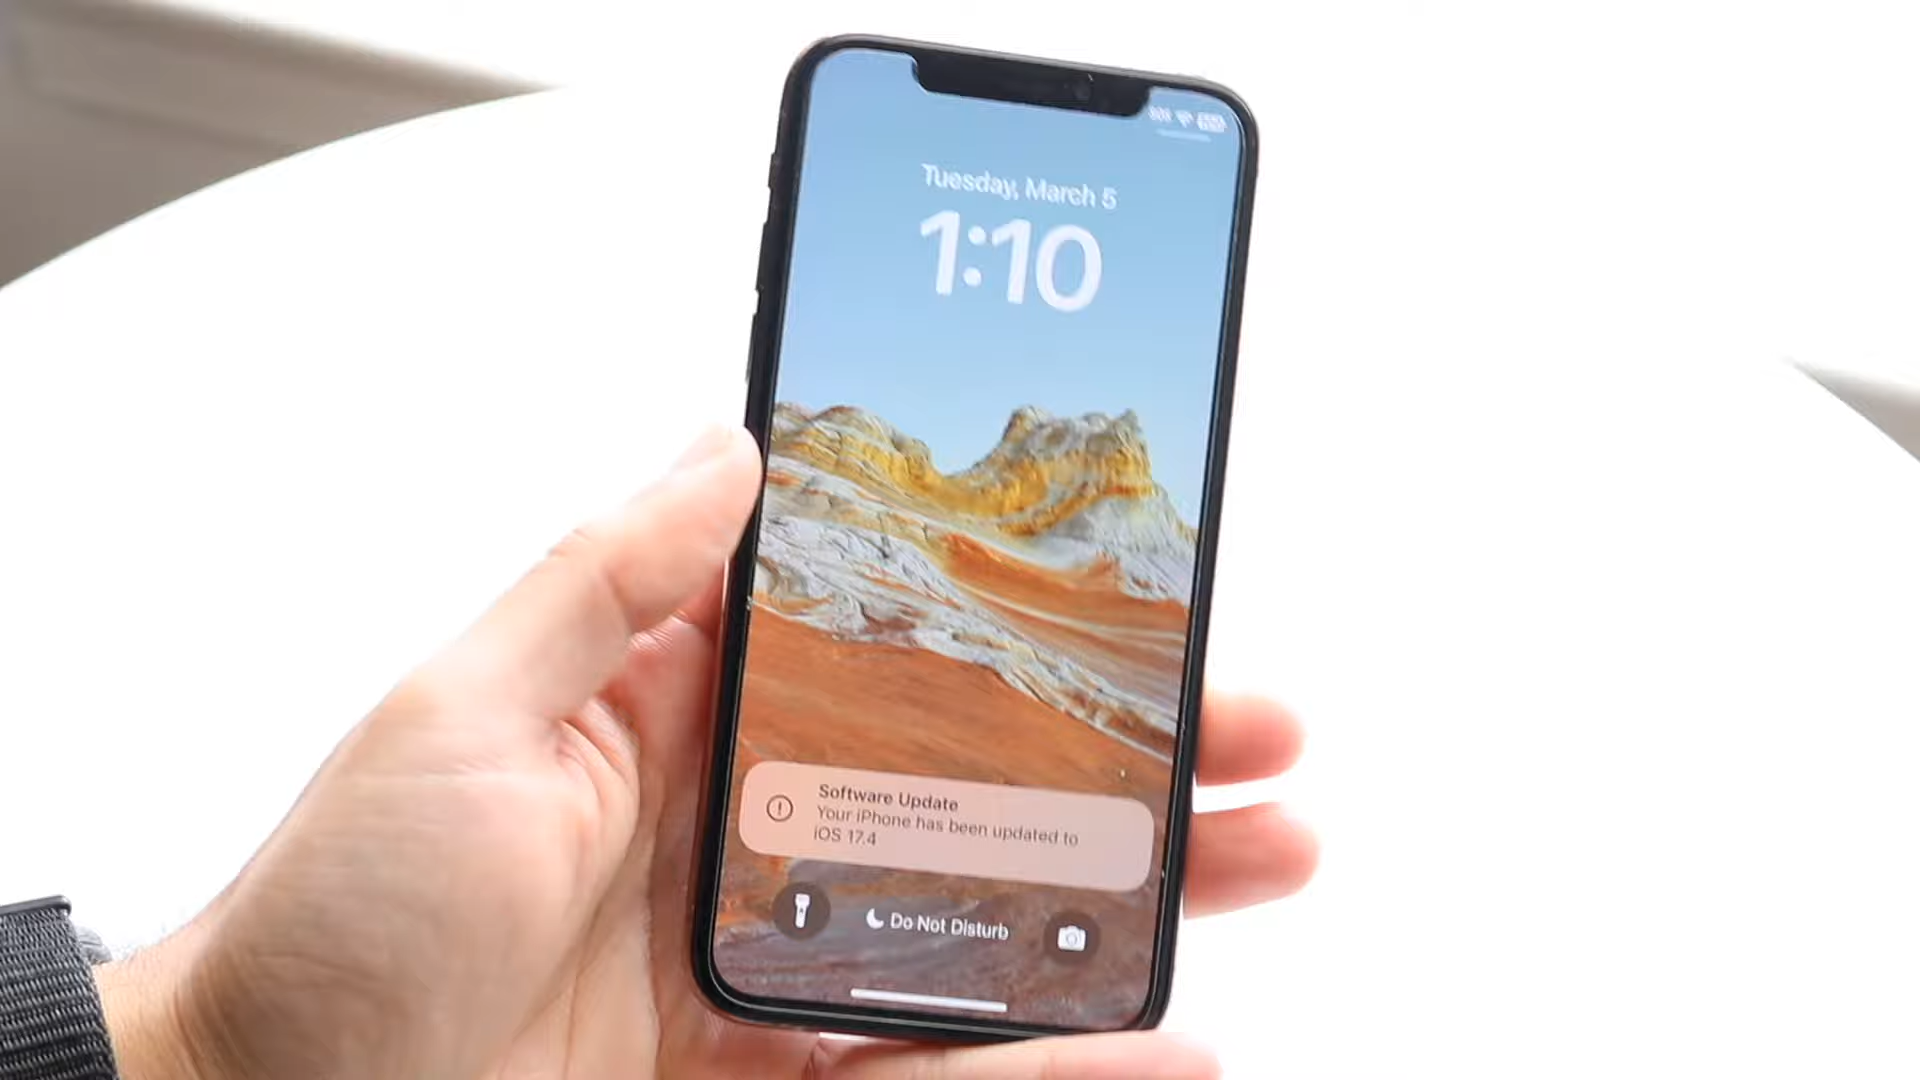 Tuesday, March 5
1:10
Software Update
Your iPhone has been updated to
iOS 17.4
Do Not Disturb